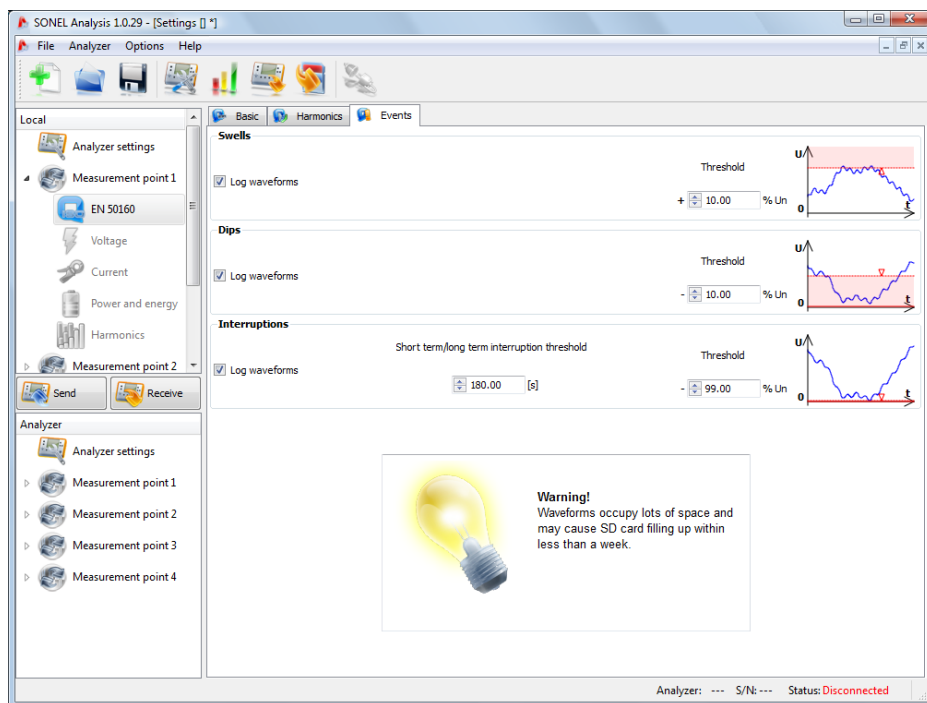 SONEL Analysis 1.0.29 - [Settings [] *]
File Analyzer Options Help
Local
Analyzer settings
Measurement point 1
EN 50160
Voltage
Current
Power and energy
Harmonics
Measurement point 2
Send Receive
Analyzer
Analyzer settings
Measurement point 1
Measurement point 2
Measurement point 3
Measurement point 4
Basic Harmonics Events
Swells
Log waveforms
Threshold
+ 10.00 % Un
U
0
t
Dips
Log waveforms
Threshold
- 10.00 % Un
U
0
t
Interruptions
Log waveforms
Short term/long term interruption threshold
180.00 [s]
Threshold
- 99.00 % Un
U
0
t
Warning!
Waveforms occupy lots of space and
may cause SD card filling up within
less than a week.
Analyzer: --- S/N: --- Status: Disconnected